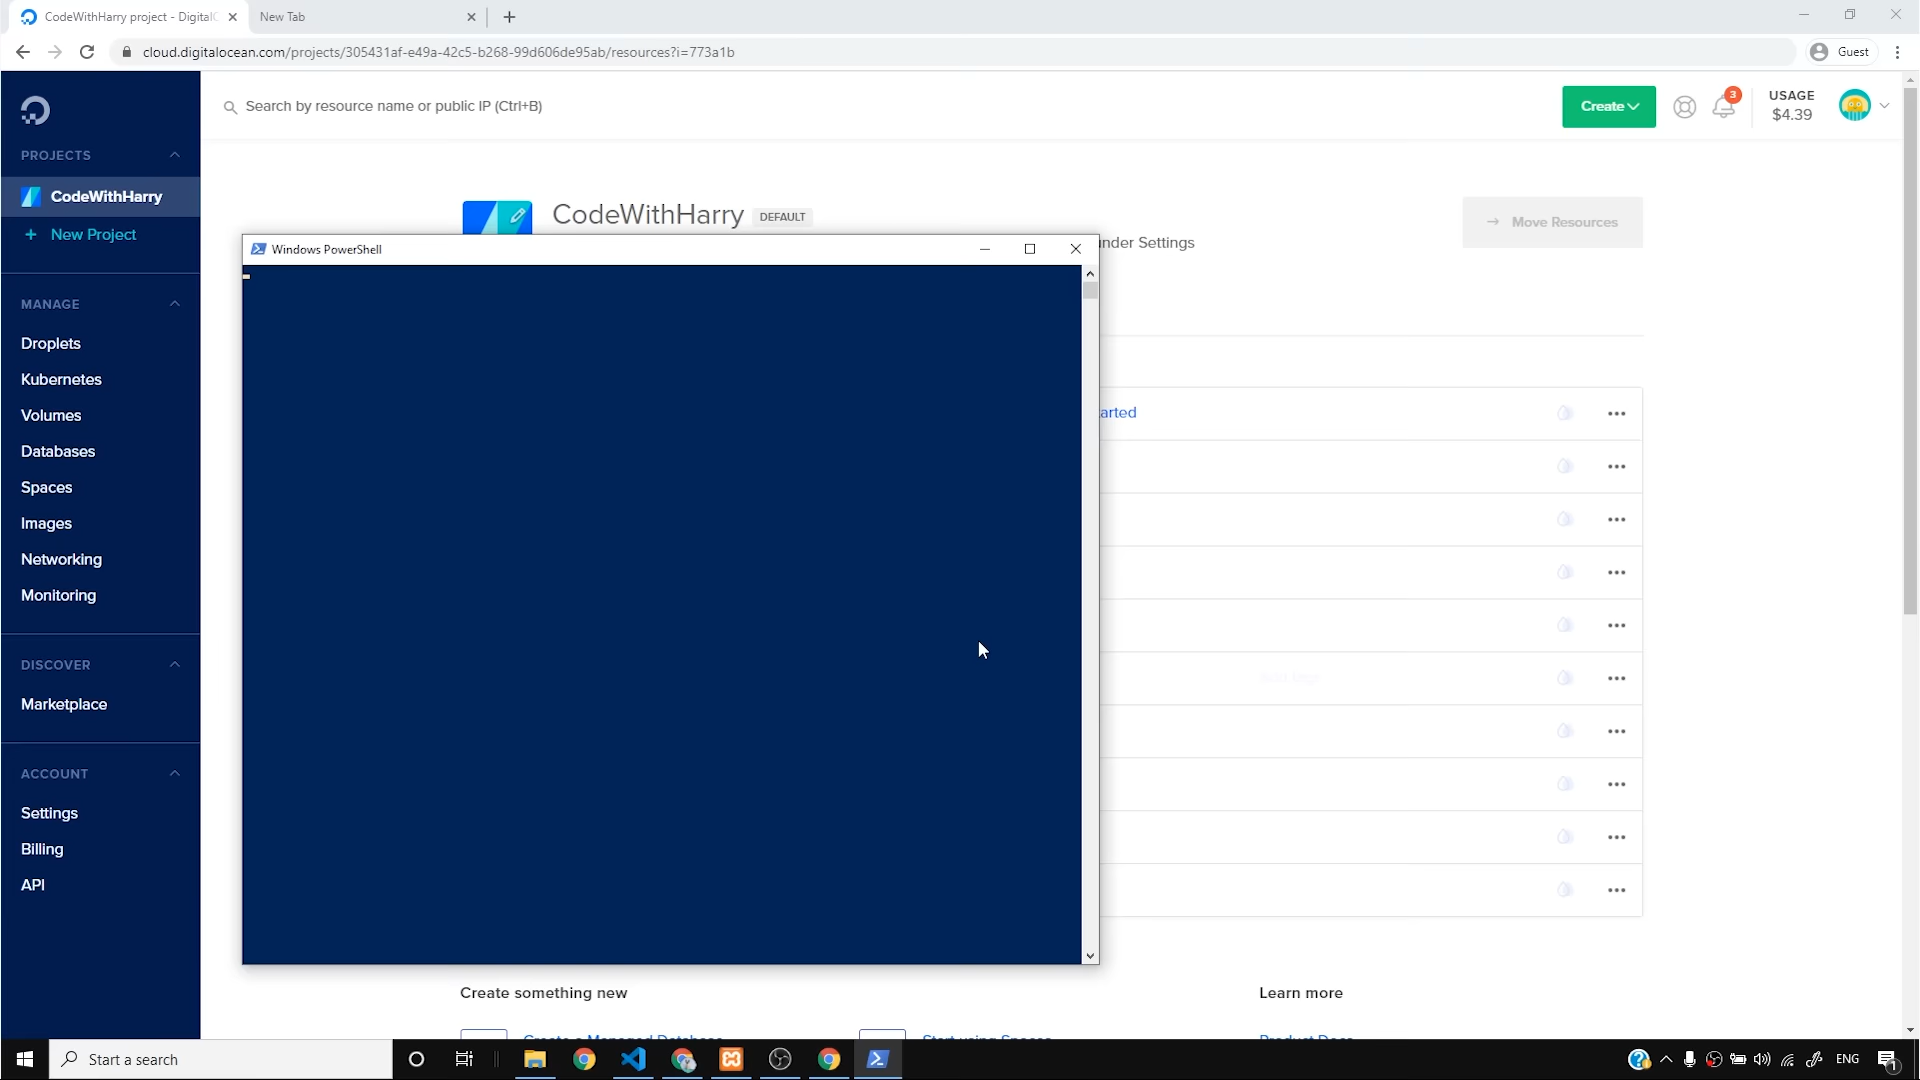 CodeWithHarry project - DigitalO
New Tab
cloud.digitalocean.com/projects/305431af-e49a-42c5-b268-99d606de95ab/resources?i=773a1b
Guest
Search by resource name or public IP (Ctrl+B)
Create
3
USAGE
$4.39
PROJECTS
CodeWithHarry
+ New Project
MANAGE
Droplets
Kubernetes
Volumes
Databases
Spaces
Images
Networking
Monitoring
DISCOVER
Marketplace
ACCOUNT
Settings
Billing
API
CodeWithHarry DEFAULT
under Settings
→ Move Resources
Windows PowerShell
arted
Create something new
Learn more
Create a Managed Database
Start using Spaces
Product Docs
Start a search
ENG
1